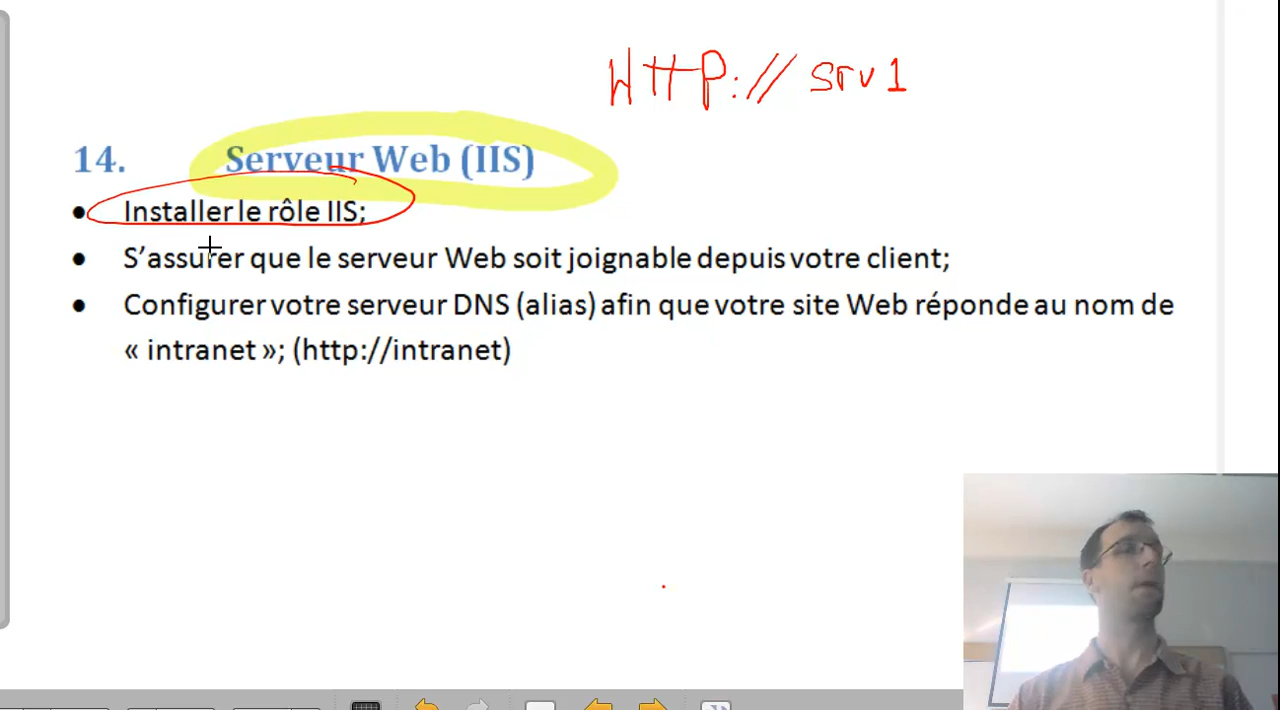 HTTP://srv1
14. Serveur Web (IIS)
• Installer le rôle IIS;
• S’assurer que le serveur Web soit joignable depuis votre client;
• Configurer votre serveur DNS (alias) afin que votre site Web réponde au nom de
« intranet »; (http://intranet)